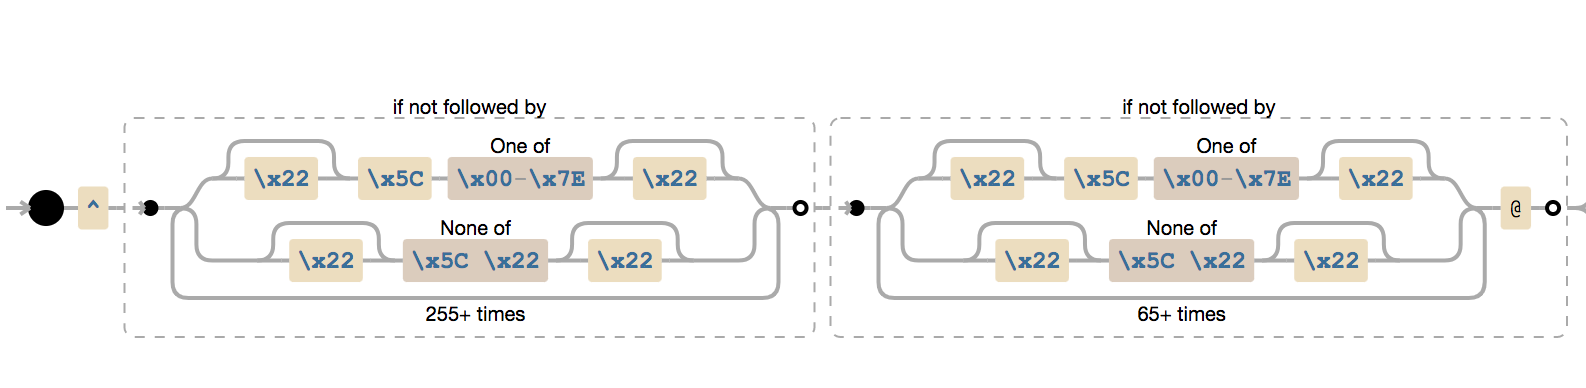 if not followed by if not followed by
One of One of
\x22 \x5C \x00-\x7E \x22 \x22 \x5C \x00-\x7E \x22
^ @
None of None of
\x22 \x5C \x22 \x22 \x22 \x5C \x22 \x22
255+ times 65+ times